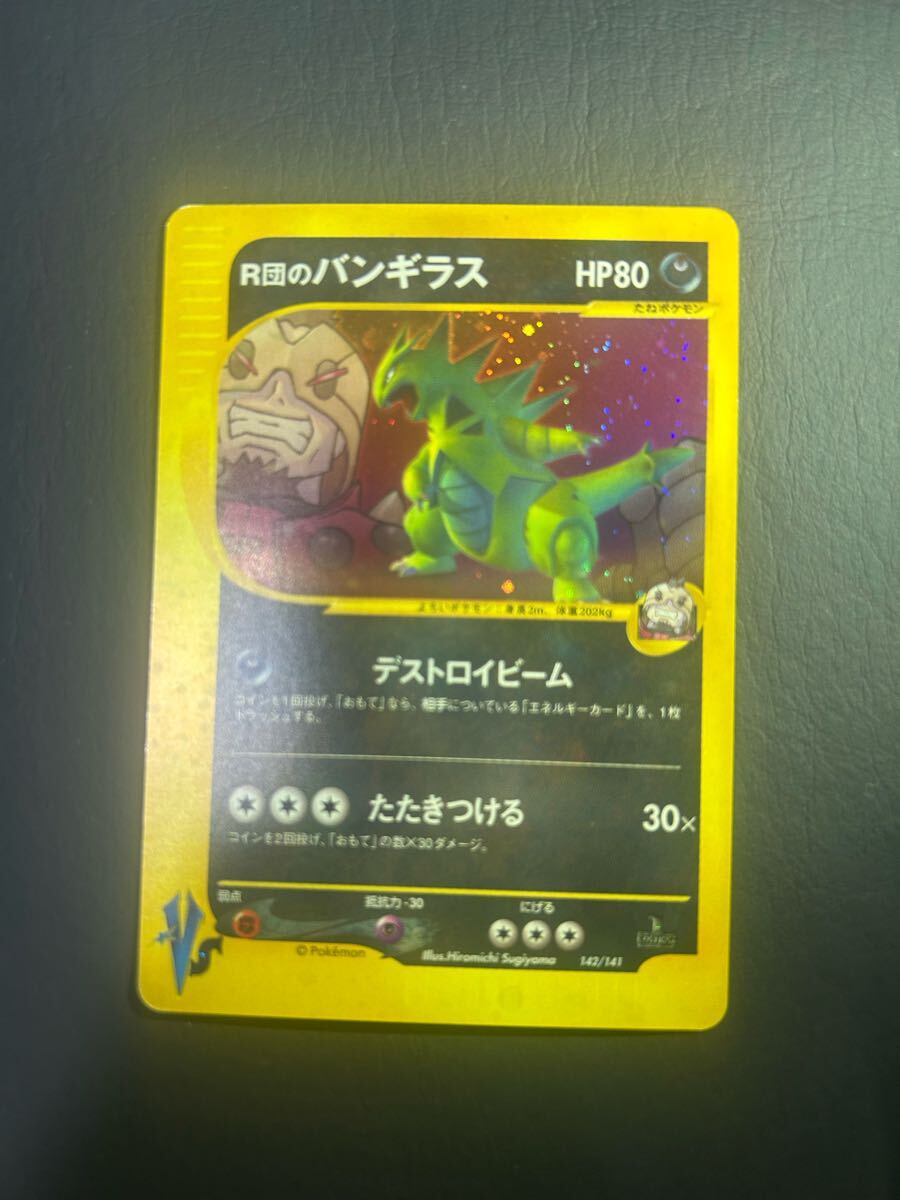 R団のバンギラス HP80
たねポケモン
よろいポケモン：身長2m、体重202kg
デストロイビーム
コインを1回投げ、「おもて」なら、相手についている「エネルギーカード」を、1枚
トラッシュする。
たたきつける 30×
コインを2回投げ、「おもて」の数×30ダメージ。
弱点 抵抗力-30 にげる
© Pokémon Illus.Hiromichi Sugiyama 142/141